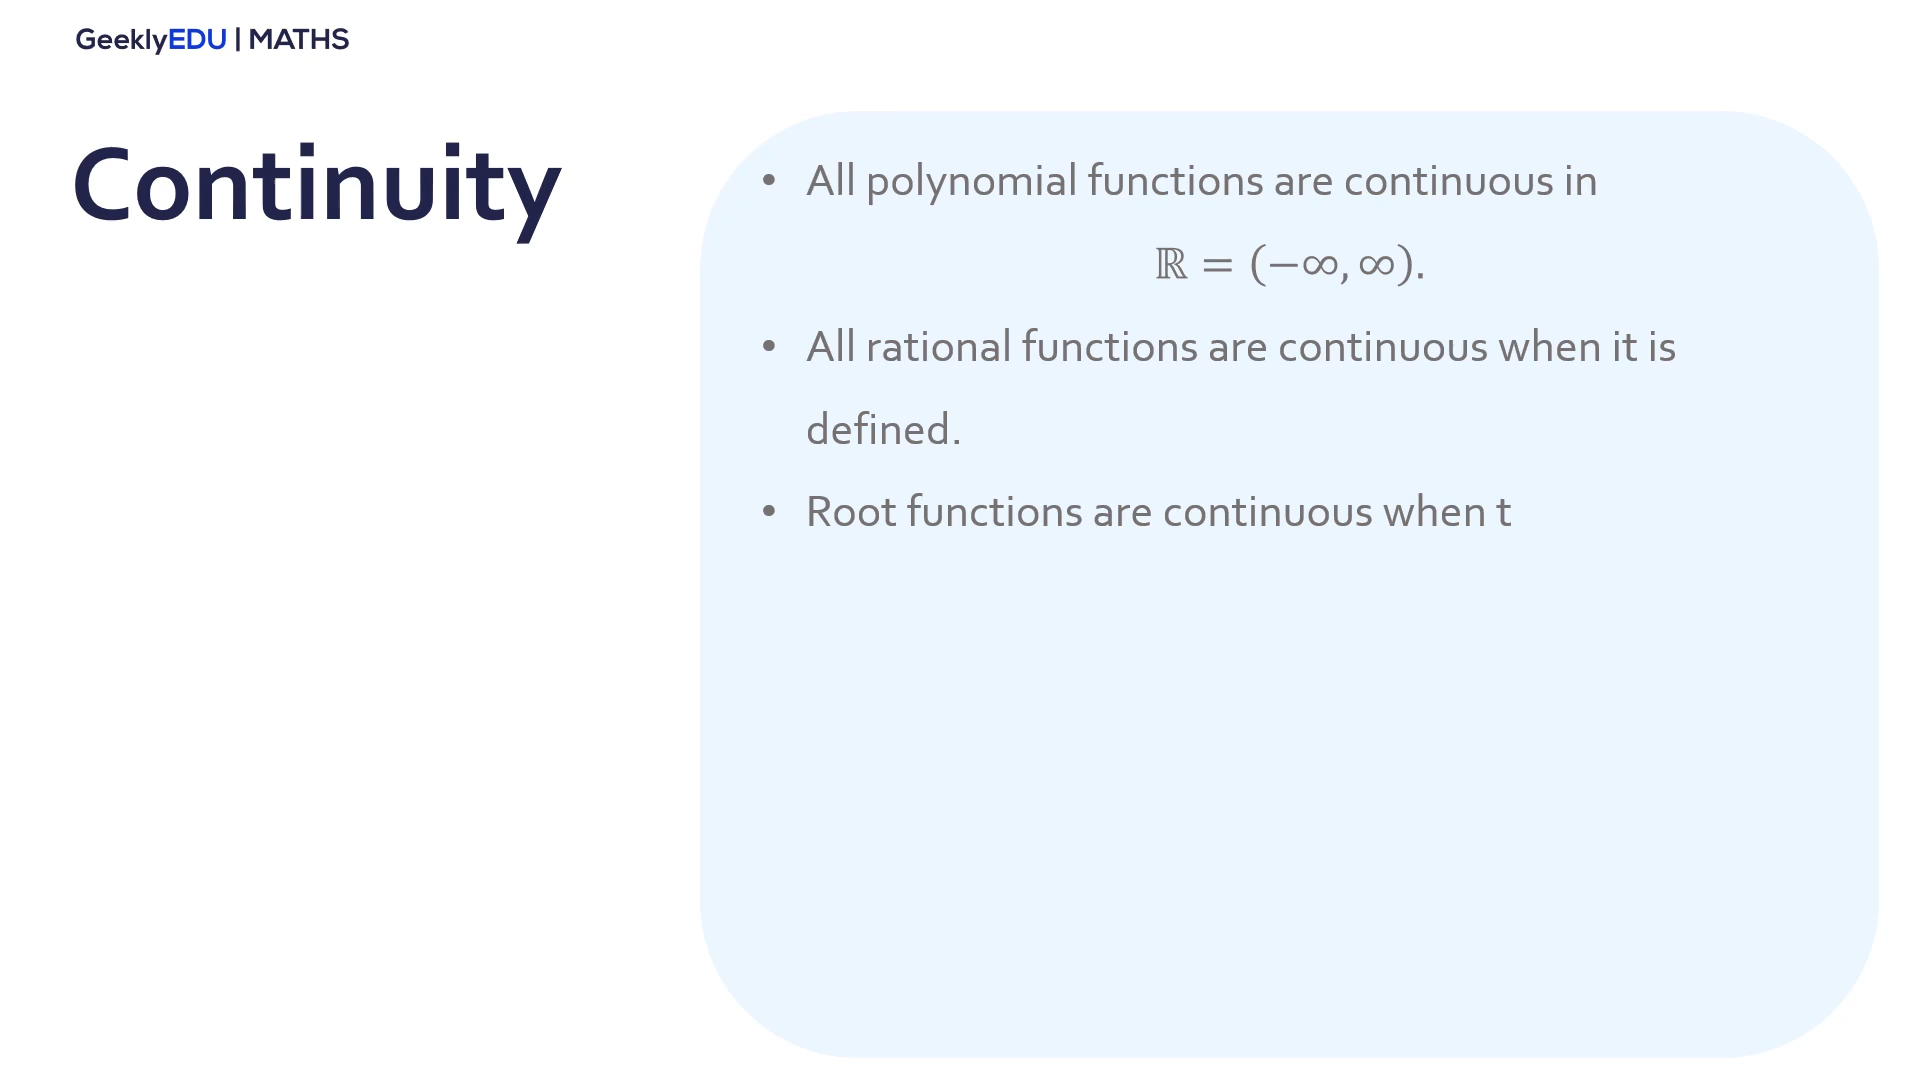 GeeklyEDU | MATHS
Continuity
• All polynomial functions are continuous in
ℝ = (−∞, ∞).
• All rational functions are continuous when it is
defined.
• Root functions are continuous when t